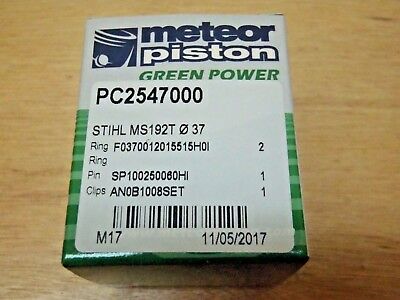 meteor
piston
GREEN POWER
PC2547000
STIHL MS192T Ø 37
Ring F0370012015515H0I 2
Ring
Pin SP100250060HI 1
Clips AN0B1008SET 1
M17 11/05/2017